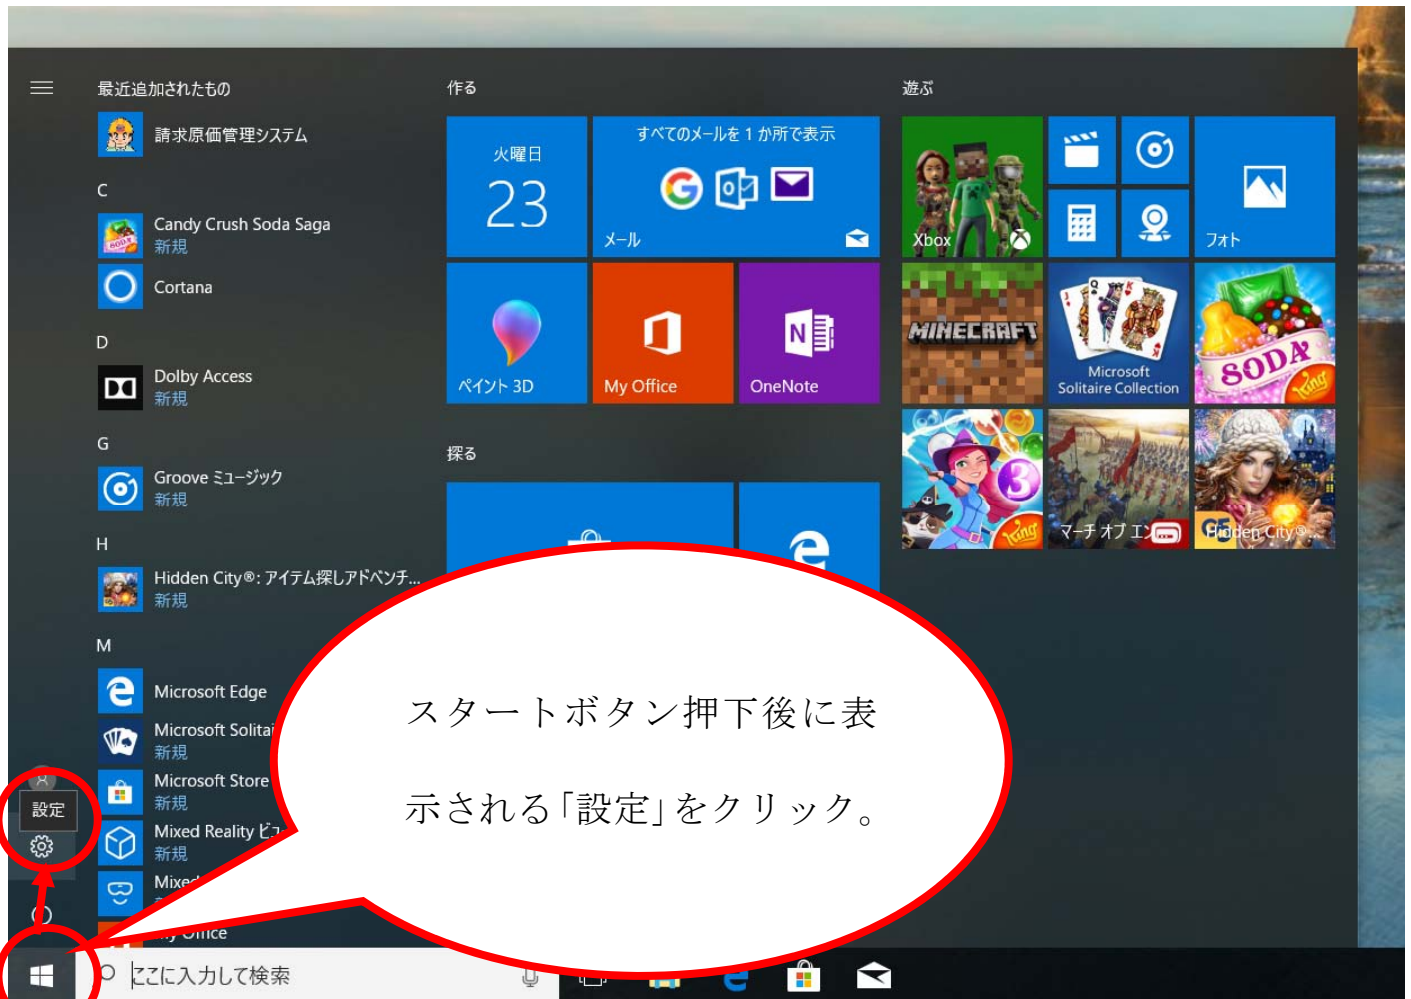 最近追加されたもの
請求原価管理システム
C
Candy Crush Soda Saga
新規
Cortana
D
Dolby Access
新規
G
Groove ミュージック
新規
H
Hidden City®: アイテム探しアドベンチ...
新規
M
Microsoft Edge
Microsoft Solitai
新規
Microsoft Store
新規
Mixed Reality ビュ
新規
Mixed
My Office
設定
ここに入力して検索
作る
火曜日
23
すべてのメールを 1 か所で表示
メール
ペイント 3D
My Office
OneNote
探る
遊ぶ
Xbox
フォト
MINECRAFT
Microsoft
Solitaire Collection
SODA
King
3
King
マーチ オブ エン
G5
Hidden City®:...
スタートボタン押下後に表
示される「設定」をクリック。